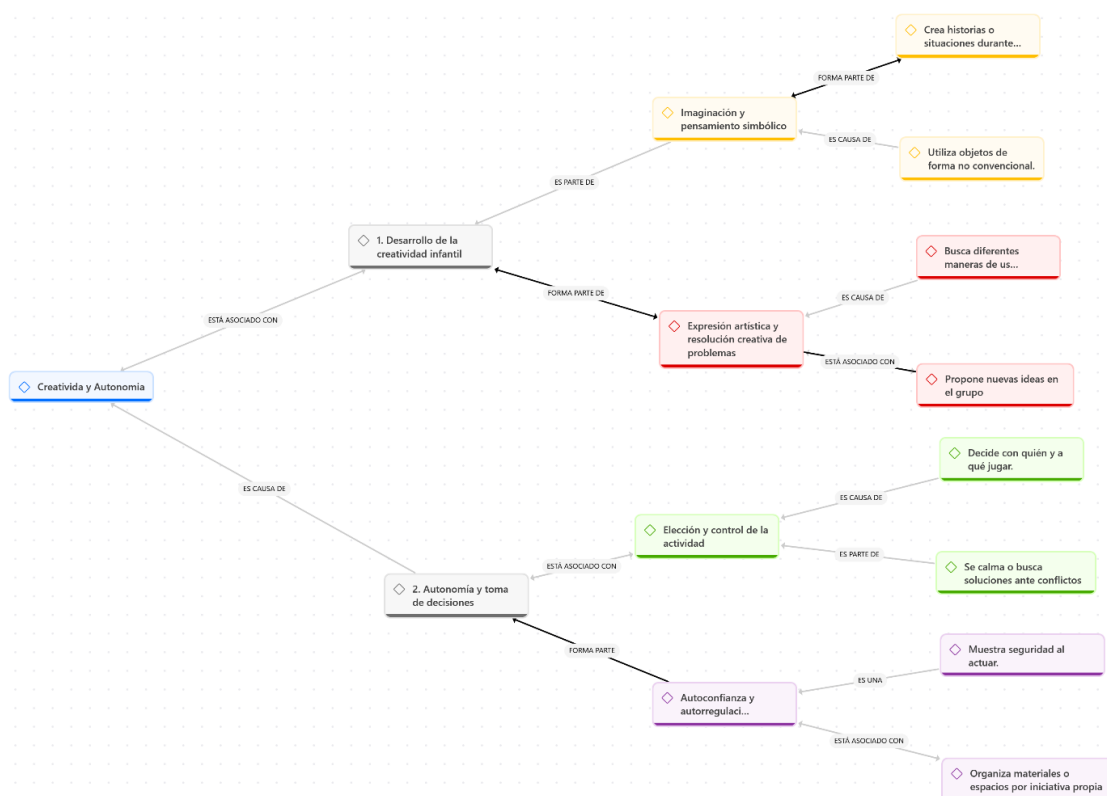 Crea historias o
situaciones durante...
FORMA PARTE DE
Imaginación y
pensamiento simbólico
ES CAUSA DE
Utiliza objetos de
forma no convencional.
ES PARTE DE
1. Desarrollo de la
creatividad infantil
Busca diferentes
maneras de us...
FORMA PARTE DE
ES CAUSA DE
ESTÁ ASOCIADO CON
Expresión artística y
resolución creativa de
problemas
ESTÁ ASOCIADO CON
Propone nuevas ideas en
el grupo
Creativida y Autonomia
Decide con quién y a
qué jugar.
ES CAUSA DE
ES CAUSA DE
Elección y control de la
actividad
ES PARTE DE
ESTÁ ASOCIADO CON
Se calma o busca
soluciones ante conflictos
2. Autonomía y toma
de decisiones
FORMA PARTE
Muestra seguridad al
actuar.
ES UNA
Autoconfianza y
autorregulaci...
ESTÁ ASOCIADO CON
Organiza materiales o
espacios por iniciativa propia